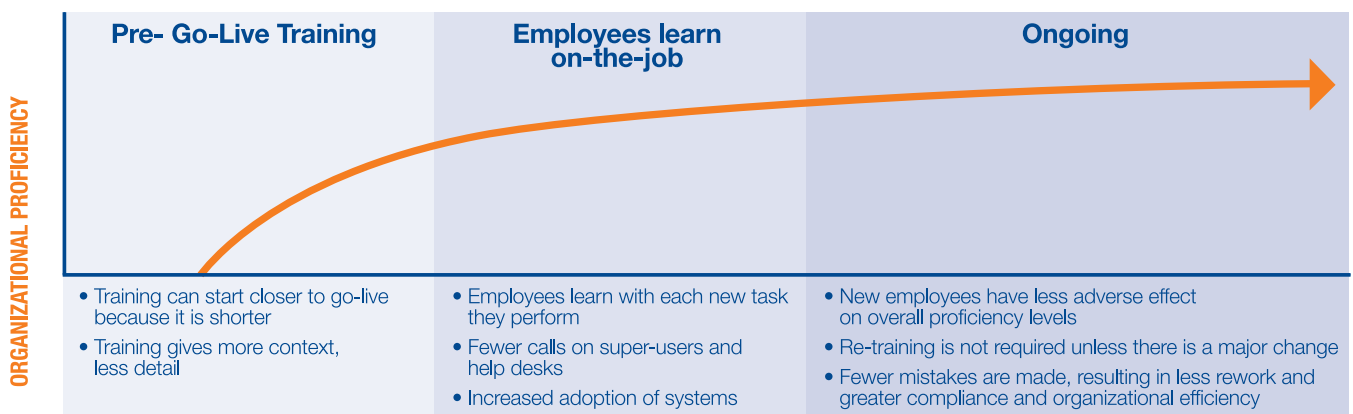 Pre- Go-Live Training
Employees learn
on-the-job
Ongoing
ORGANIZATIONAL PROFICIENCY
• Training can start closer to go-live
because it is shorter
• Training gives more context,
less detail
• Employees learn with each new task
they perform
• Fewer calls on super-users and
help desks
• Increased adoption of systems
• New employees have less adverse effect
on overall proficiency levels
• Re-training is not required unless there is a major change
• Fewer mistakes are made, resulting in less rework and
greater compliance and organizational efficiency